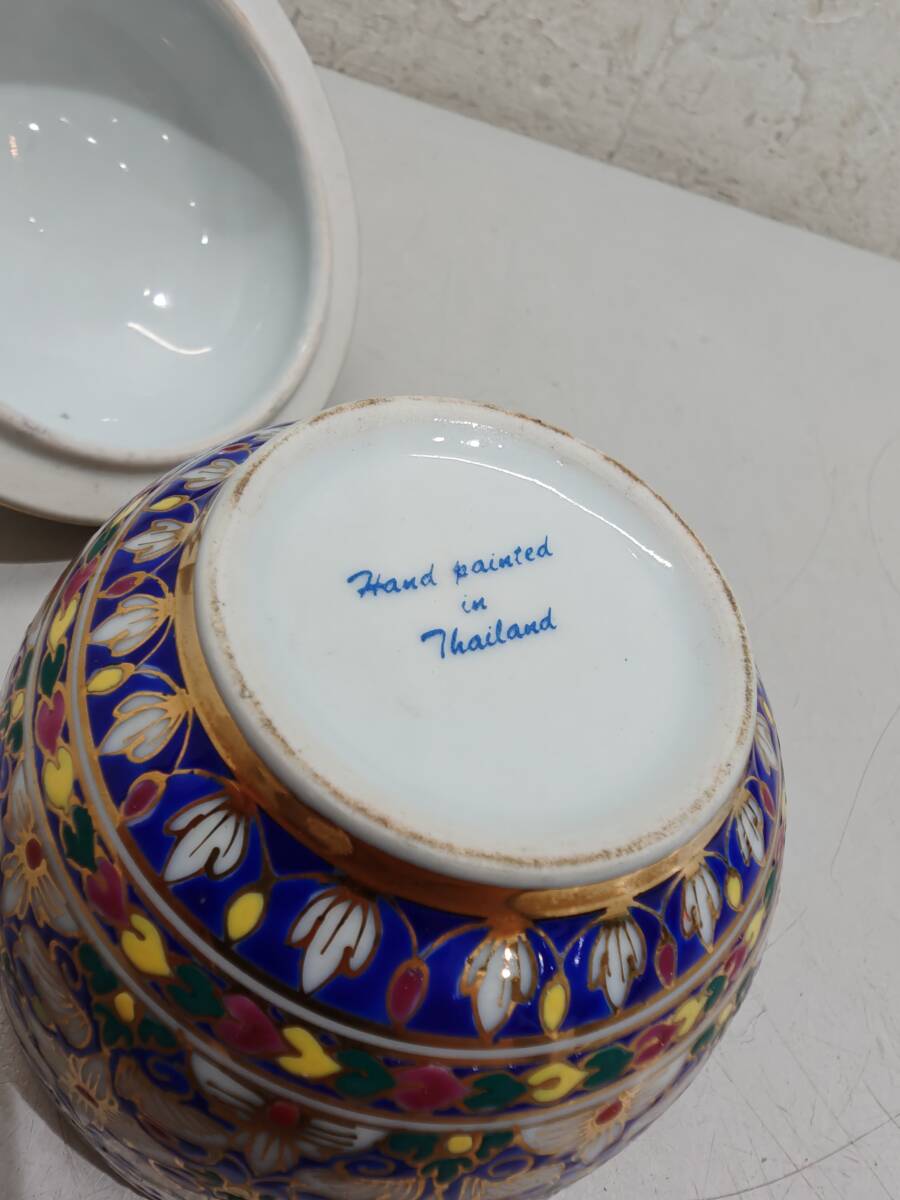 Hand painted
in
Thailand